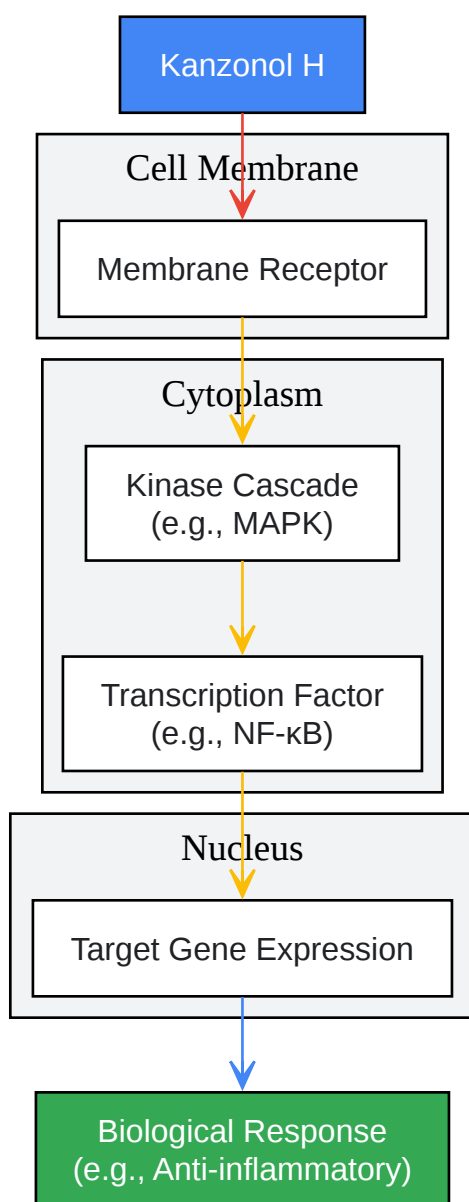 Kanzonol H
Cell Membrane
Membrane Receptor
Cytoplasm
Kinase Cascade
(e.g., MAPK)
Transcription Factor
(e.g., NF-κB)
Nucleus
Target Gene Expression
Biological Response
(e.g., Anti-inflammatory)